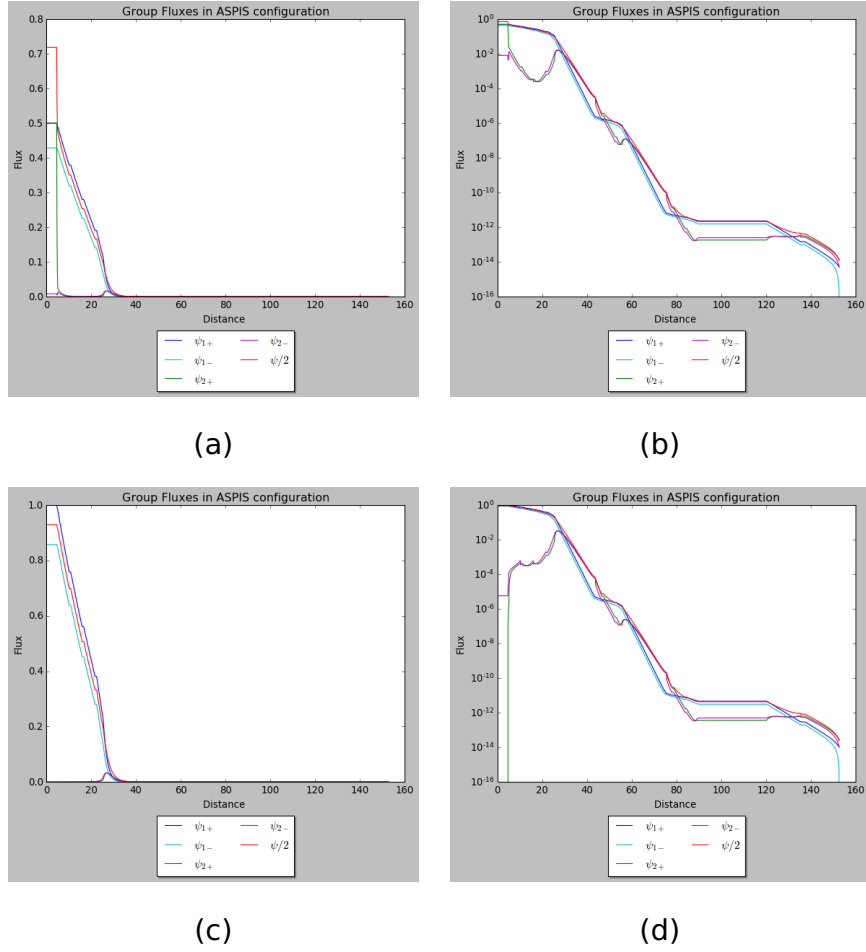 Group Fluxes in ASPIS configuration
0.8
0.7
0.6
0.5
0.4
0.3
0.2
0.1
0.0
Flux
0 20 40 60 80 100 120 140 160
Distance
ψ₁₊ ψ₂₋
ψ₁₋ ψ/2
ψ₂₊
(a)
Group Fluxes in ASPIS configuration
10⁰
10⁻²
10⁻⁴
10⁻⁶
10⁻⁸
10⁻¹⁰
10⁻¹²
10⁻¹⁴
10⁻¹⁶
Flux
0 20 40 60 80 100 120 140 160
Distance
ψ₁₊ ψ₂₋
ψ₁₋ ψ/2
ψ₂₊
(b)
Group Fluxes in ASPIS configuration
1.0
0.8
0.6
0.4
0.2
0.0
Flux
0 20 40 60 80 100 120 140 160
Distance
ψ₁₊ ψ₂₋
ψ₁₋ ψ/2
ψ₂₊
(c)
Group Fluxes in ASPIS configuration
10⁰
10⁻²
10⁻⁴
10⁻⁶
10⁻⁸
10⁻¹⁰
10⁻¹²
10⁻¹⁴
10⁻¹⁶
Flux
0 20 40 60 80 100 120 140 160
Distance
ψ₁₊ ψ₂₋
ψ₁₋ ψ/2
ψ₂₊
(d)